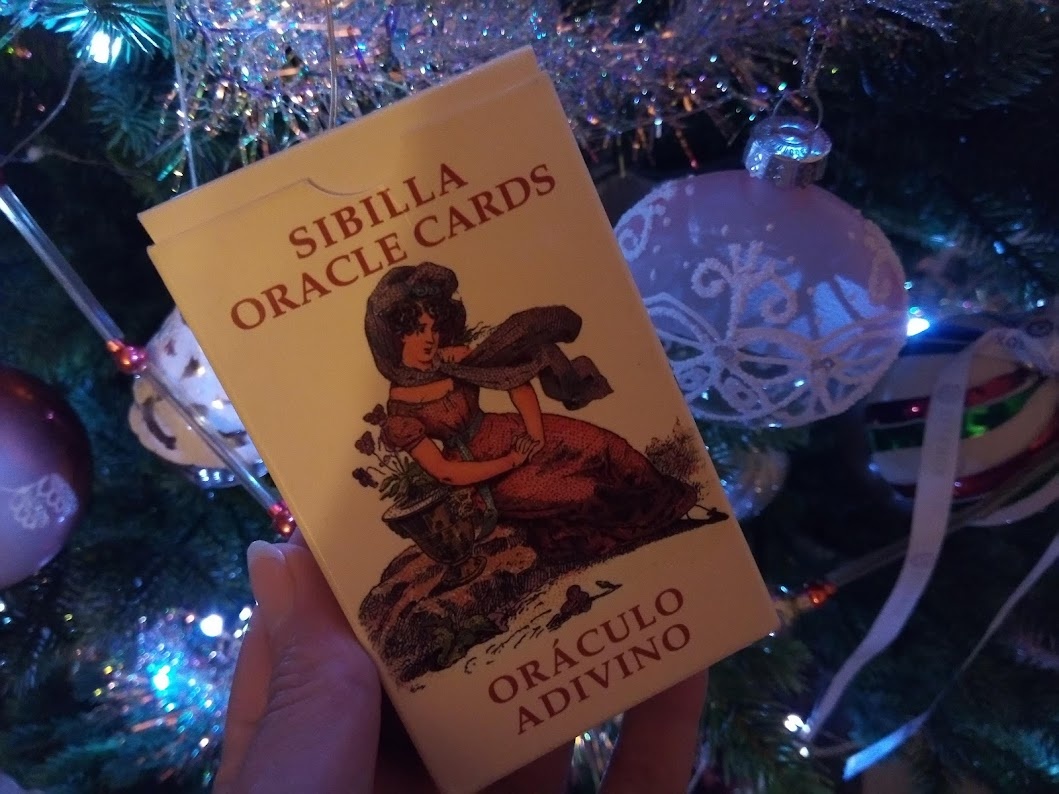 SIBILLA
ORACLE CARDS
ORÁCULO
ADIVINO